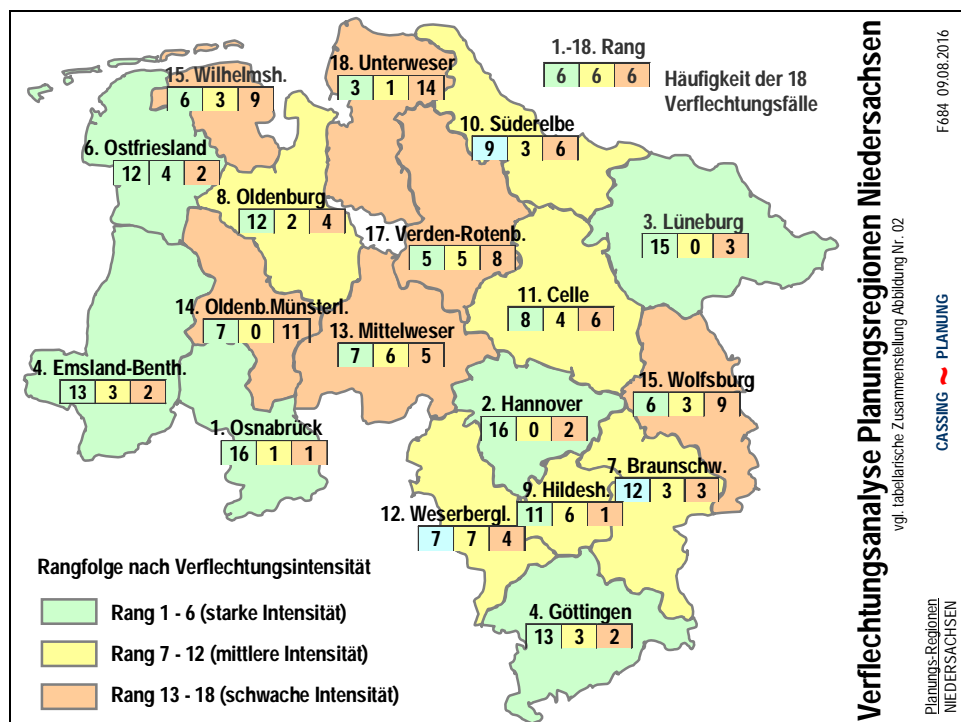 15. Wilhelmsh.
6 3 9
18. Unterweser
3 1 14
1.-18. Rang
6 6 6
Häufigkeit der 18
Verflechtungsfälle
10. Süderelbe
9 3 6
6. Ostfriesland
12 4 2
8. Oldenburg
12 2 4
3. Lüneburg
15 0 3
17. Verden-Rotenb.
5 5 8
14. Oldenb.Münsterl.
7 0 11
13. Mittelweser
7 6 5
11. Celle
8 4 6
4. Emsland-Benth.
13 3 2
15. Wolfsburg
6 3 9
2. Hannover
16 0 2
1. Osnabrück
16 1 1
7. Braunschw.
12 3 3
9. Hildesh.
11 6 1
12. Weserbergl.
7 7 4
4. Göttingen
13 3 2
Rangfolge nach Verflechtungsintensität
Rang 1 - 6 (starke Intensität)
Rang 7 - 12 (mittlere Intensität)
Rang 13 - 18 (schwache Intensität)
Verflechtungsanalyse Planungsregionen Niedersachsen
vgl. tabellarische Zusammenstellung Abbildung Nr. 02
Planungs-Regionen
NIEDERSACHSEN
CASSING ~ PLANUNG
F684 09.08.2016